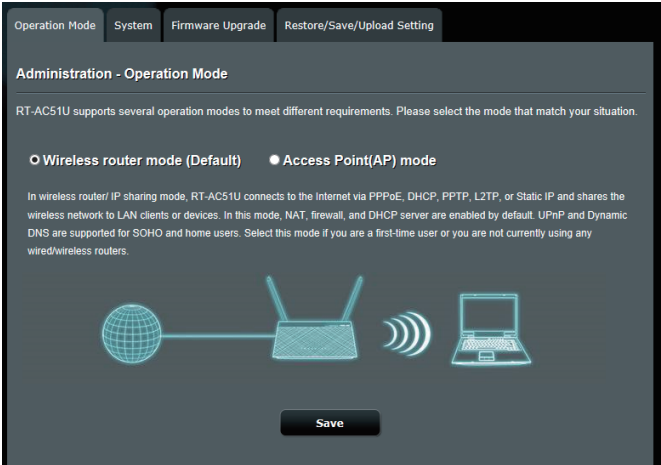 Operation Mode System Firmware Upgrade Restore/Save/Upload Setting
Administration - Operation Mode
RT-AC51U supports several operation modes to meet different requirements. Please select the mode that match your situation.
Wireless router mode (Default) Access Point(AP) mode
In wireless router/ IP sharing mode, RT-AC51U connects to the Internet via PPPoE, DHCP, PPTP, L2TP, or Static IP and shares the
wireless network to LAN clients or devices. In this mode, NAT, firewall, and DHCP server are enabled by default. UPnP and Dynamic
DNS are supported for SOHO and home users. Select this mode if you are a first-time user or you are not currently using any
wired/wireless routers.
Save